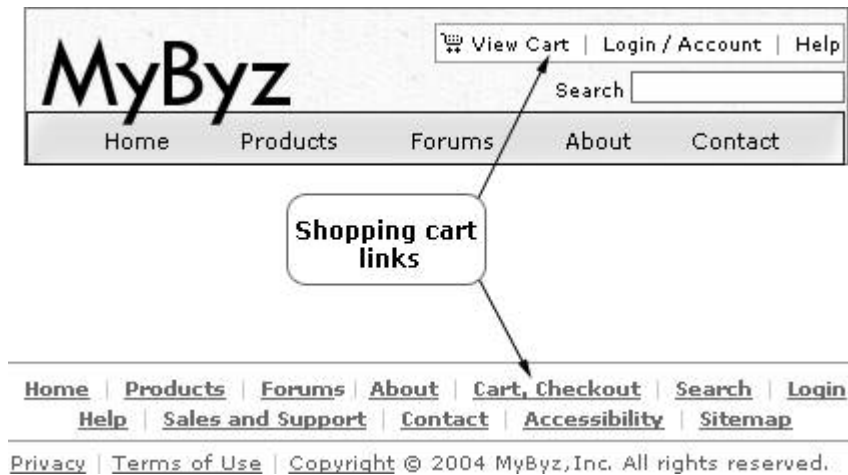 MyByz
View Cart | Login / Account | Help
Search
Home Products Forums About Contact
Shopping cart
links
Home | Products | Forums | About | Cart, Checkout | Search | Login
Help | Sales and Support | Contact | Accessibility | Sitemap
Privacy | Terms of Use | Copyright © 2004 MyByz,Inc. All rights reserved.